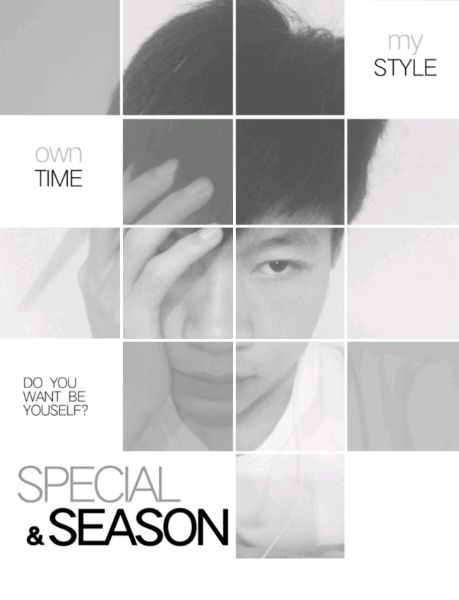 my
STYLE
own
TIME
DO YOU
WANT BE
YOUSELF?
SPECIAL
& SEASON